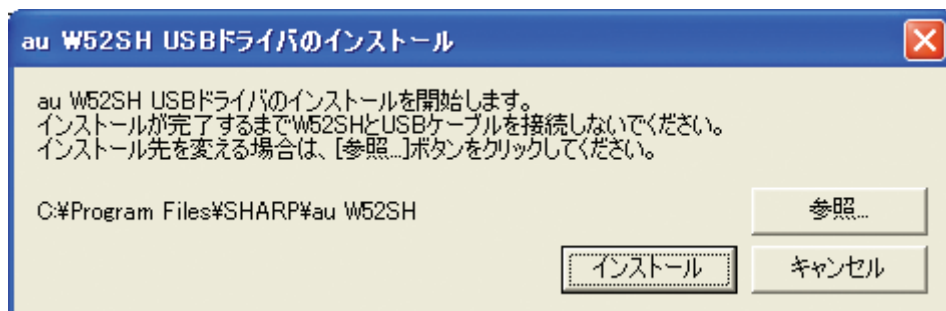 au W52SH USBドライバのインストール
au W52SH USBドライバのインストールを開始します。
インストールが完了するまでW52SHとUSBケーブルを接続しないでください。
インストール先を変える場合は、[参照...]ボタンをクリックしてください。
C:¥Program Files¥SHARP¥au W52SH
参照...
インストール
キャンセル